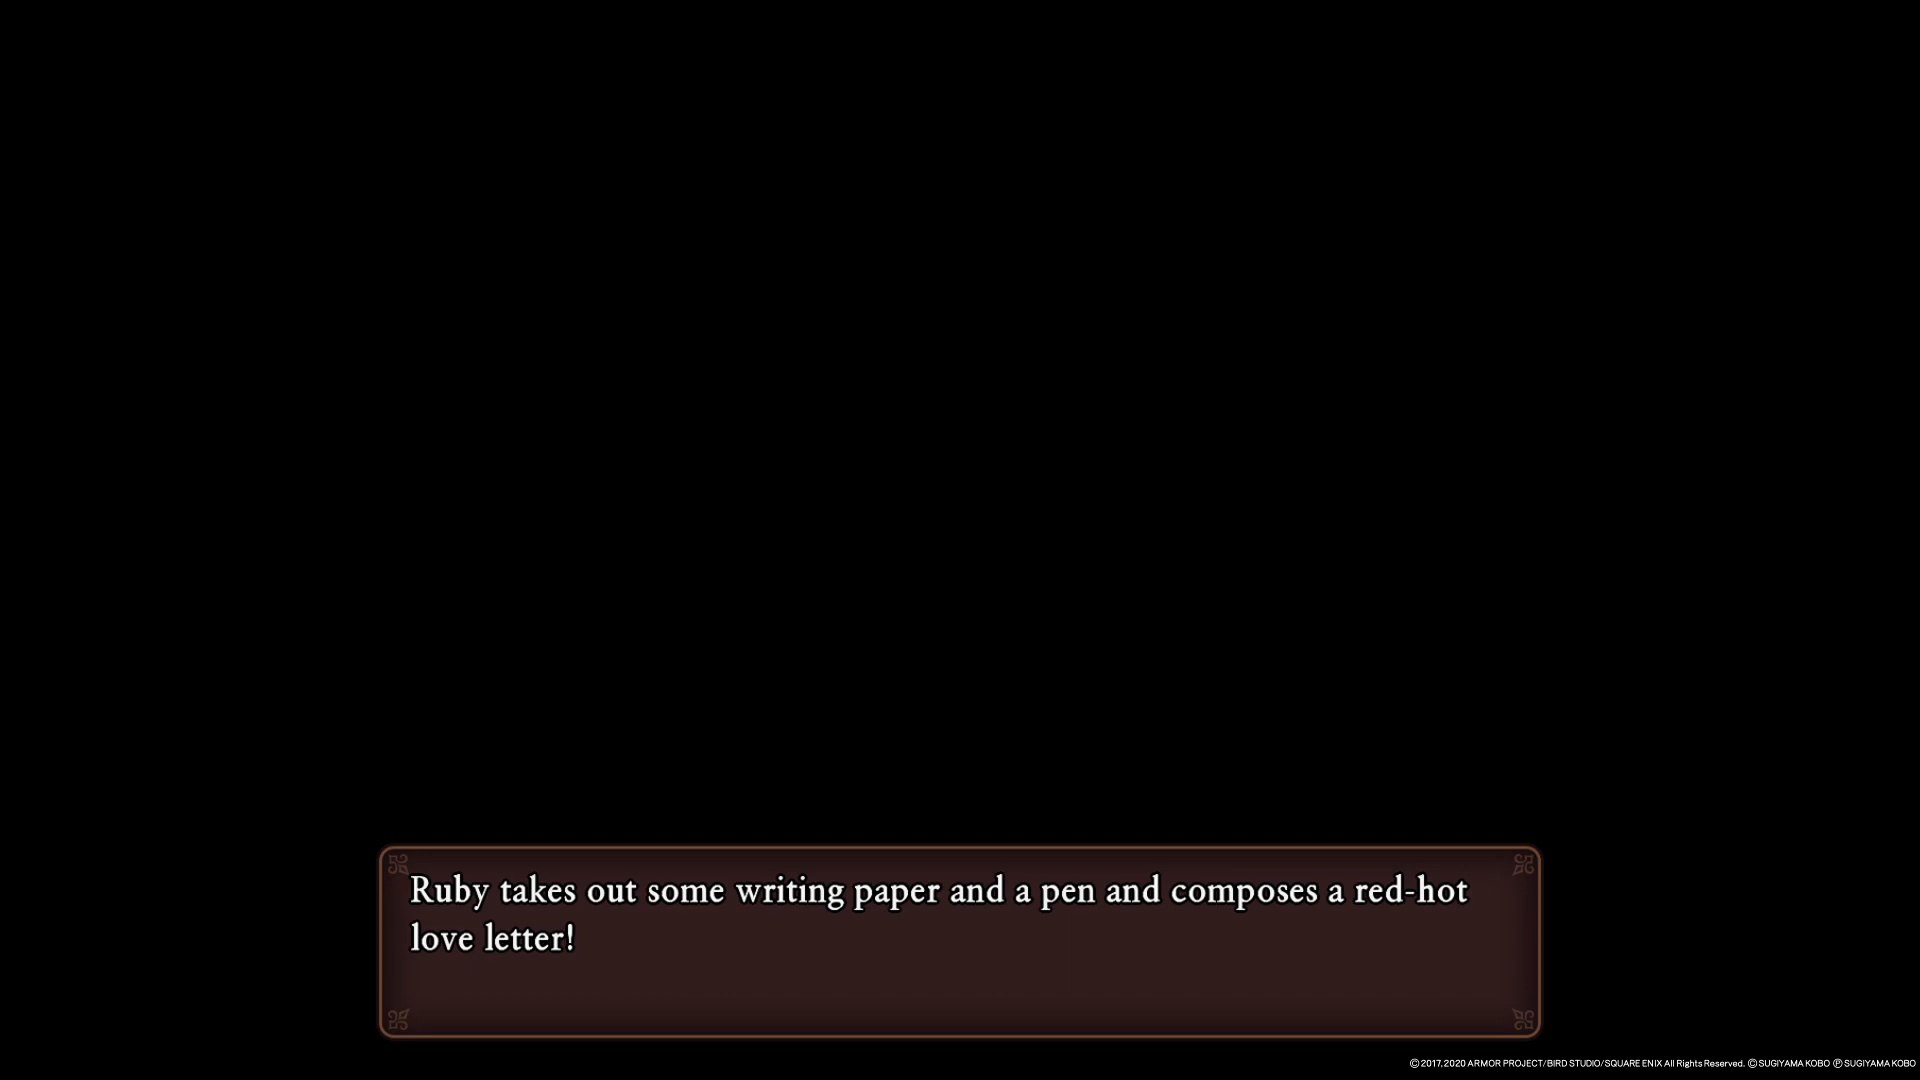 Ruby takes out some writing paper and a pen and composes a red-hot
love letter!
©2017,2020 ARMOR PROJECT/BIRD STUDIO/SQUARE ENIX All Rights Reserved. ©SUGIYAMA KOBO ℗SUGIYAMA KOBO